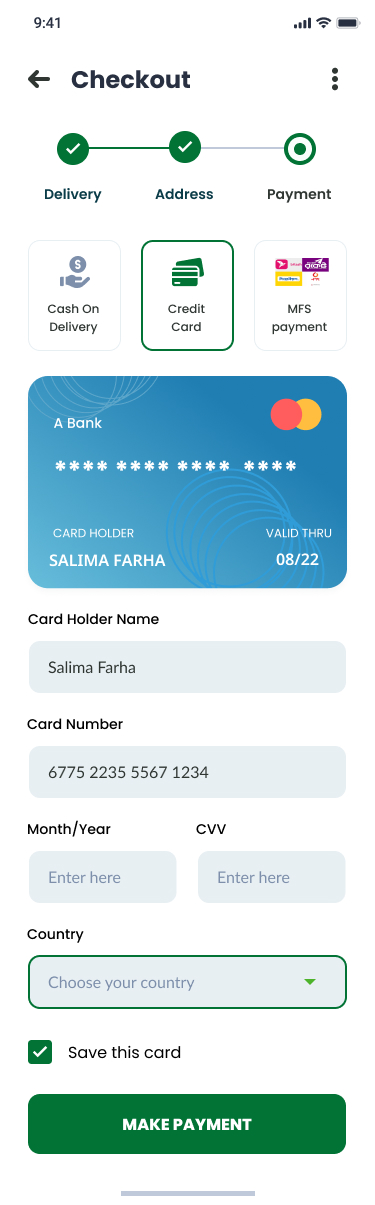 9:41
Checkout
Delivery
Address
Payment
Cash On
Delivery
Credit
Card
MFS
payment
A Bank
**** **** **** ****
CARD HOLDER
VALID THRU
SALIMA FARHA
08/22
Card Holder Name
Salima Farha
Card Number
6775 2235 5567 1234
Month/Year
CVV
Enter here
Enter here
Country
Choose your country
Save this card
MAKE PAYMENT